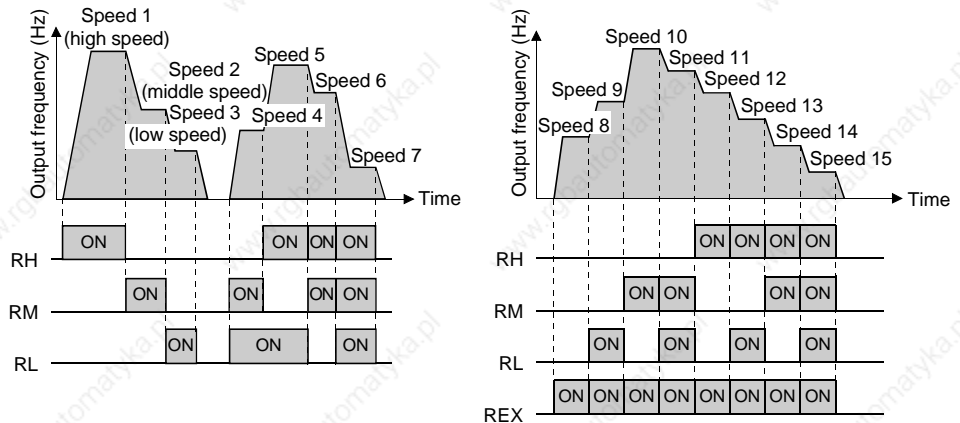 Output frequency (Hz)
Speed 1
(high speed)
Speed 2
(middle speed)
Speed 3
(low speed)
Speed 4
Speed 5
Speed 6
Speed 7
Time
RH
ON
ON
ON
ON
RM
ON
ON
ON
ON
RL
ON
ON
ON
Output frequency (Hz)
Speed 8
Speed 9
Speed 10
Speed 11
Speed 12
Speed 13
Speed 14
Speed 15
Time
RH
ON
ON
ON
ON
RM
ON
ON
ON
ON
RL
ON
ON
ON
ON
REX
ON
ON
ON
ON
ON
ON
ON
ON
www.rgbautomatyka.pl